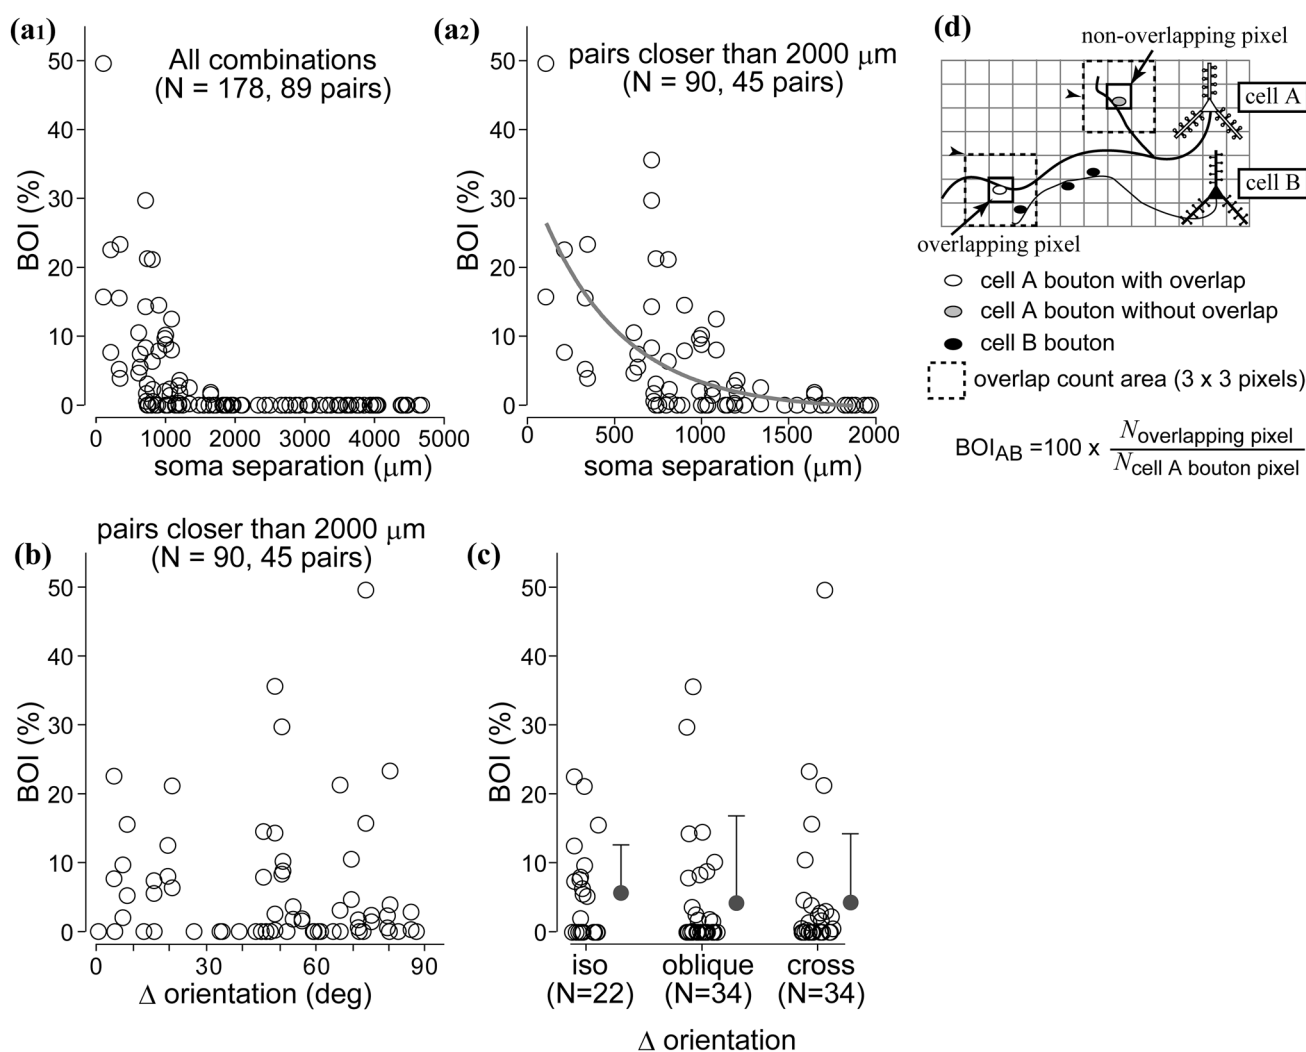 (a1)
All combinations
(N = 178, 89 pairs)
BOI (%)
50
40
30
20
10
0
0 1000 2000 3000 4000 5000
soma separation (μm)
(a2)
pairs closer than 2000 μm
(N = 90, 45 pairs)
BOI (%)
50
40
30
20
10
0
0 500 1000 1500 2000
soma separation (μm)
(d)
non-overlapping pixel
cell A
cell B
overlapping pixel
cell A bouton with overlap
cell A bouton without overlap
cell B bouton
overlap count area (3 x 3 pixels)
BOI_AB =100 x N_overlapping pixel / N_cell A bouton pixel
(b)
pairs closer than 2000 μm
(N = 90, 45 pairs)
BOI (%)
50
40
30
20
10
0
0 30 60 90
Δ orientation (deg)
(c)
BOI (%)
50
40
30
20
10
0
iso oblique cross
(N=22) (N=34) (N=34)
Δ orientation